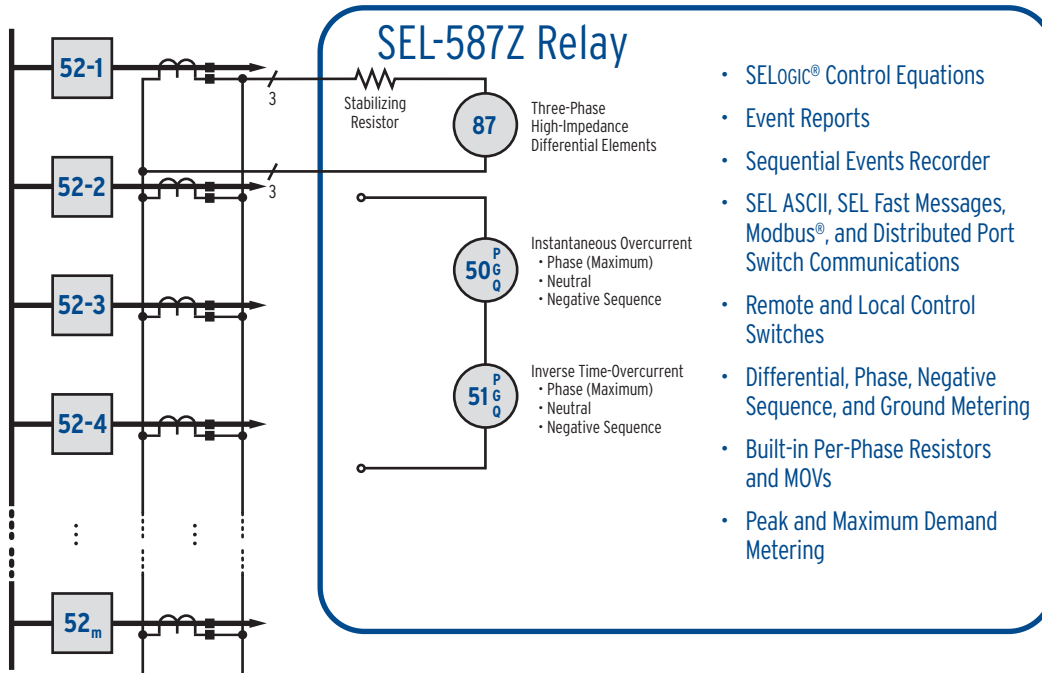 SEL-587Z Relay
52-1
52-2
52-3
52-4
⋮
⋮
52m
3
3
Stabilizing
Resistor
87
Three-Phase
High-Impedance
Differential Elements
50 P
G
Q
Instantaneous Overcurrent
· Phase (Maximum)
· Neutral
· Negative Sequence
51 P
G
Q
Inverse Time-Overcurrent
· Phase (Maximum)
· Neutral
· Negative Sequence
• SELOGIC® Control Equations
• Event Reports
• Sequential Events Recorder
• SEL ASCII, SEL Fast Messages,
Modbus®, and Distributed Port
Switch Communications
• Remote and Local Control
Switches
• Differential, Phase, Negative
Sequence, and Ground Metering
• Built-in Per-Phase Resistors
and MOVs
• Peak and Maximum Demand
Metering